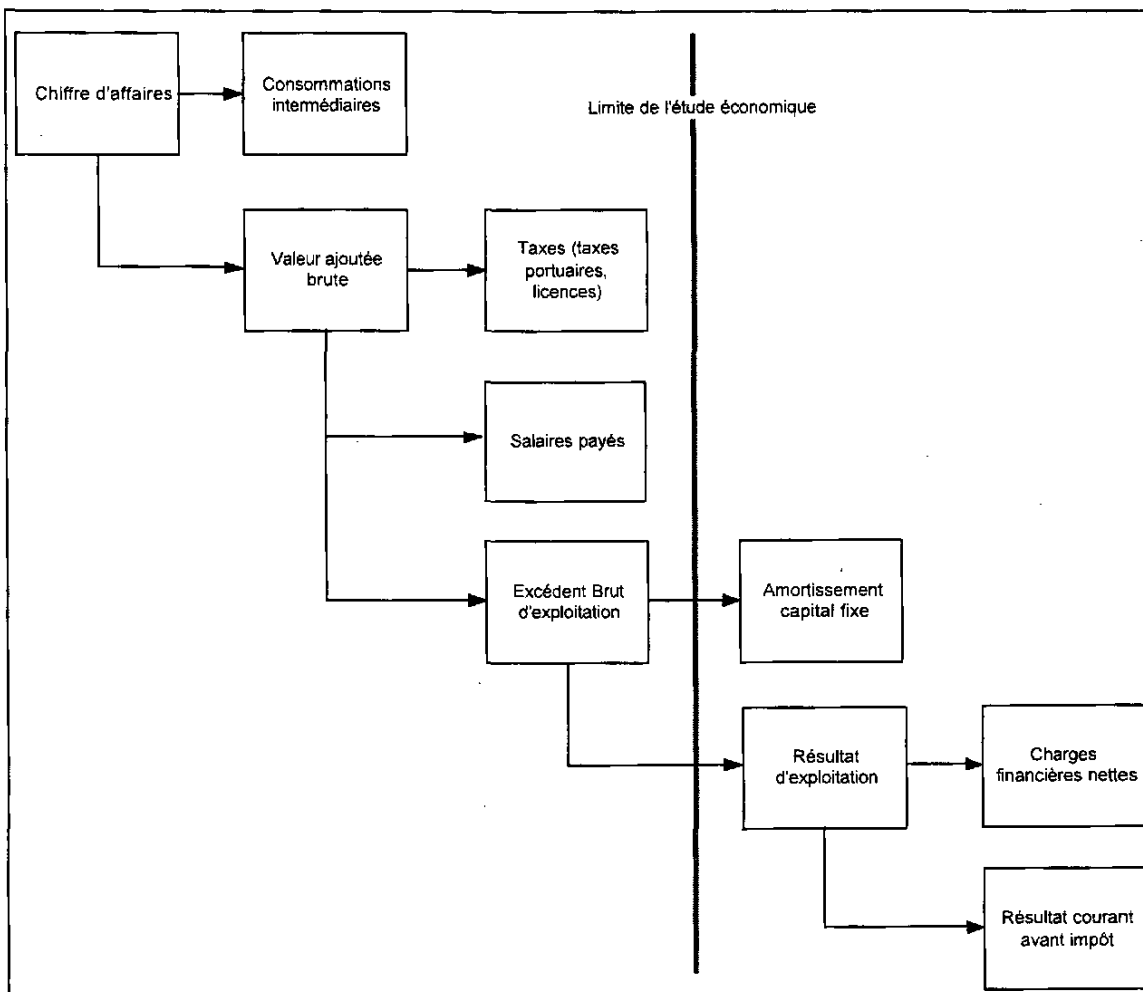 Chiffre d'affaires
Consommations
intermédiaires
Limite de l'étude économique
Valeur ajoutée
brute
Taxes (taxes
portuaires,
licences)
Salaires payés
Excédent Brut
d'exploitation
Amortissement
capital fixe
Résultat
d'exploitation
Charges
financières nettes
Résultat courant
avant impôt